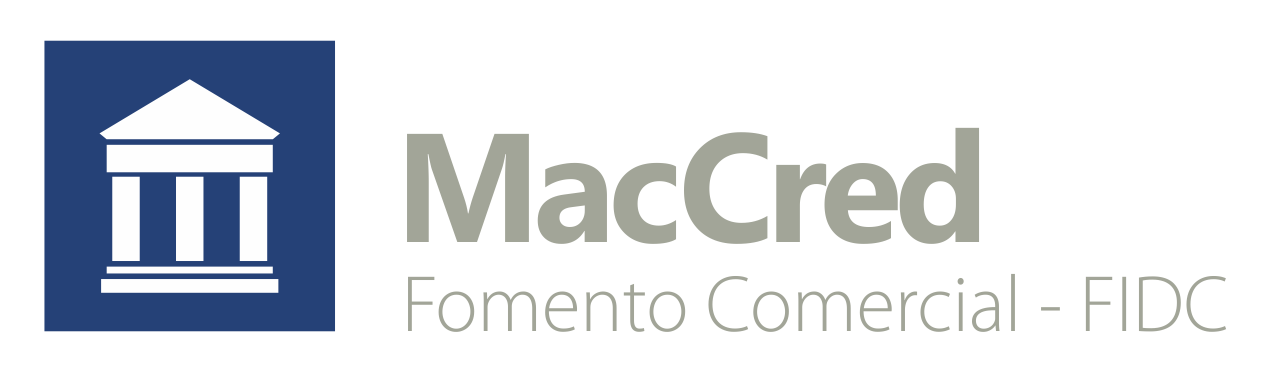 MacCred
Fomento Comercial - FIDC